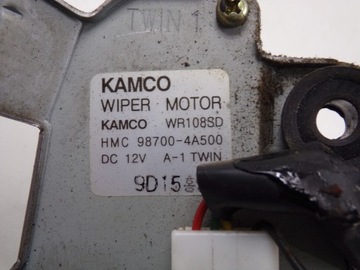 TWIN 1
KAMCO
WIPER MOTOR
KAMCO WR108SD
HMC 98700-4A500
DC 12V A-1 TWIN
9D15